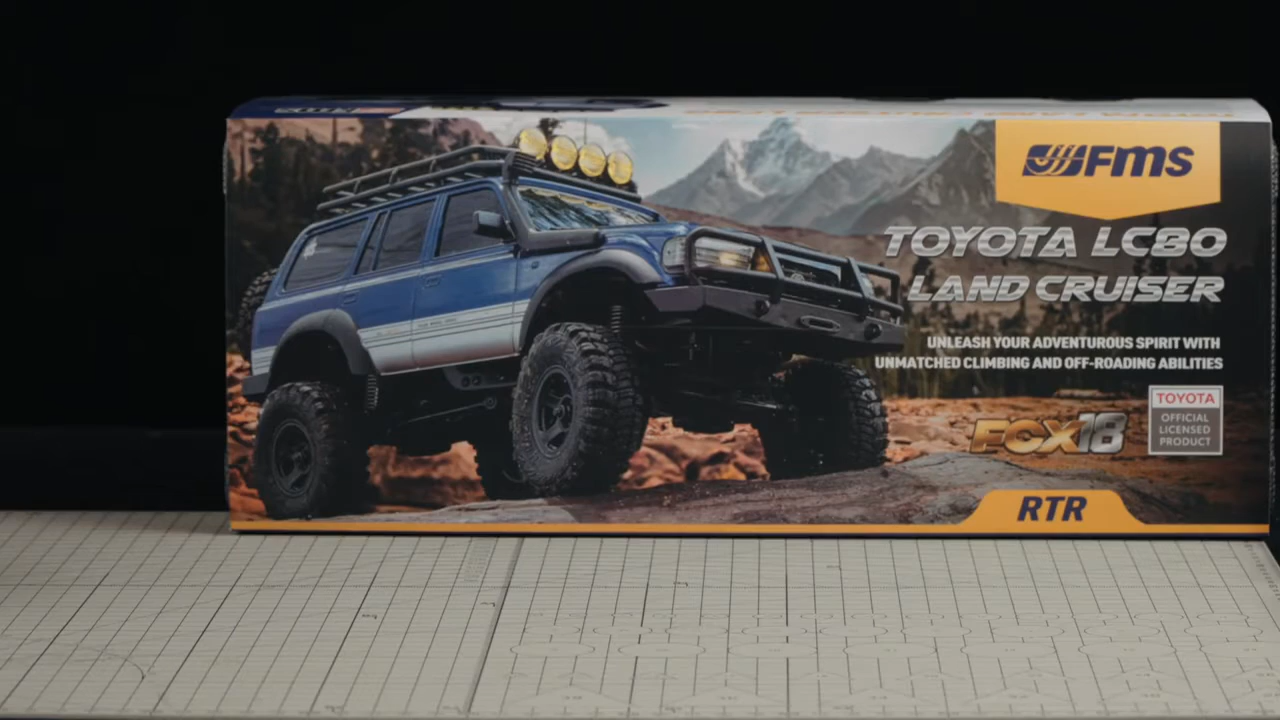 FMS
TOYOTA LC80
LAND CRUISER
UNLEASH YOUR ADVENTUROUS SPIRIT WITH
UNMATCHED CLIMBING AND OFF-ROADING ABILITIES
FCX18
TOYOTA
OFFICIAL
LICENSED
PRODUCT
RTR